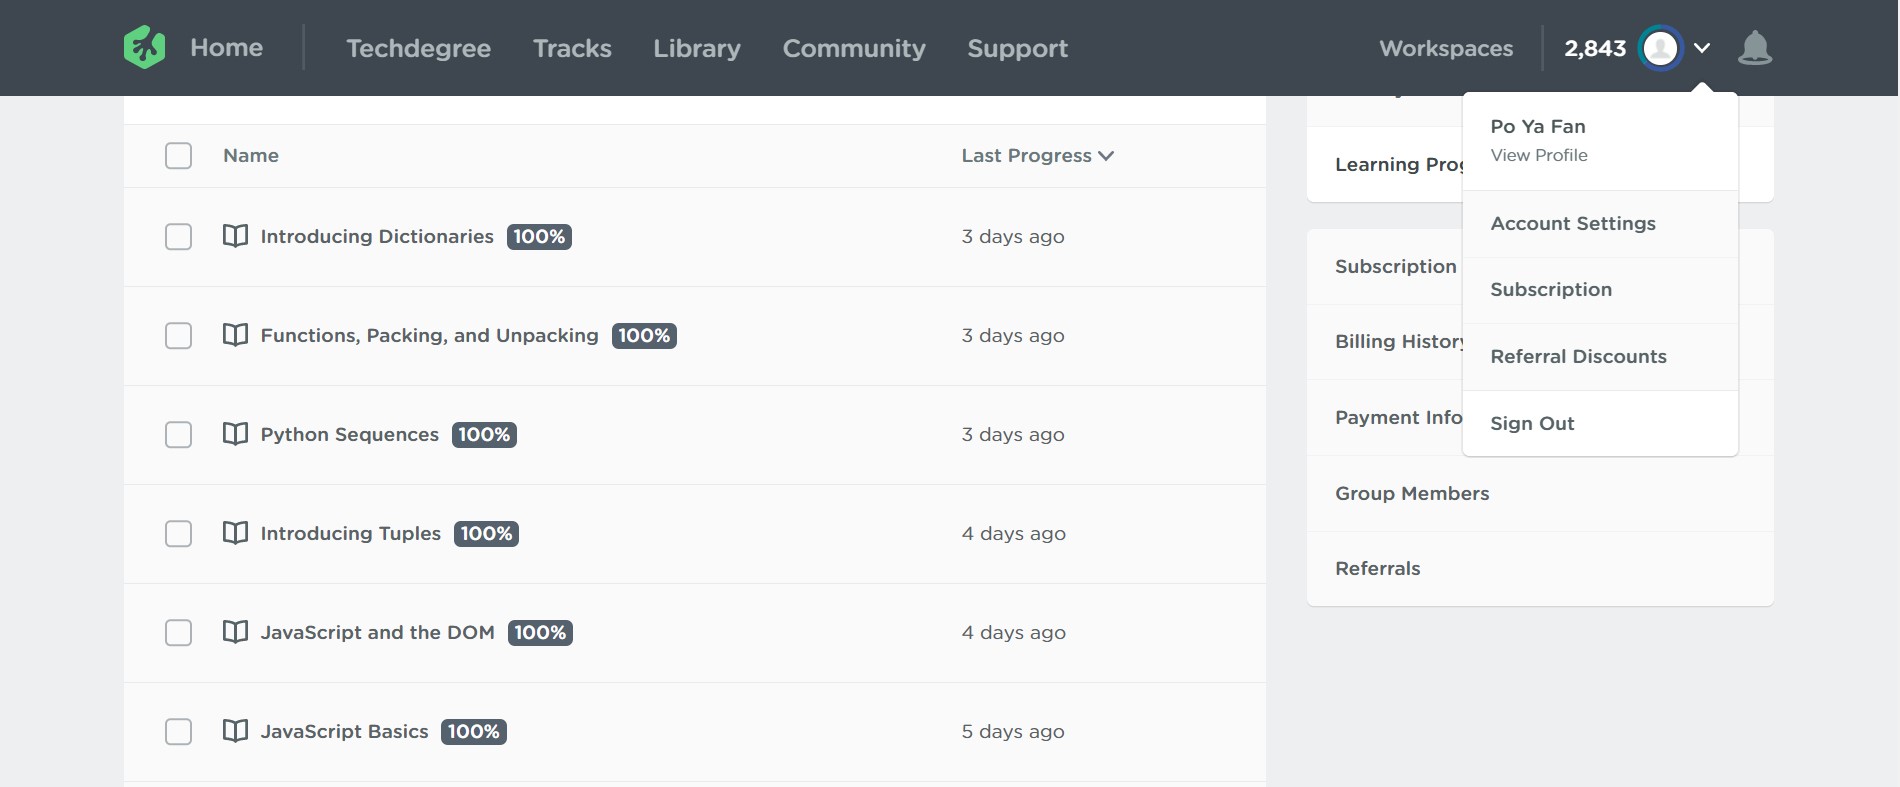 Home Techdegree Tracks Library Community Support Workspaces 2,843
Name Last Progress
Introducing Dictionaries 100% 3 days ago
Functions, Packing, and Unpacking 100% 3 days ago
Python Sequences 100% 3 days ago
Introducing Tuples 100% 4 days ago
JavaScript and the DOM 100% 4 days ago
JavaScript Basics 100% 5 days ago
Po Ya Fan
View Profile
Account Settings
Subscription
Referral Discounts
Sign Out
Learning
Subscription
Billing History
Payment Info
Group Members
Referrals